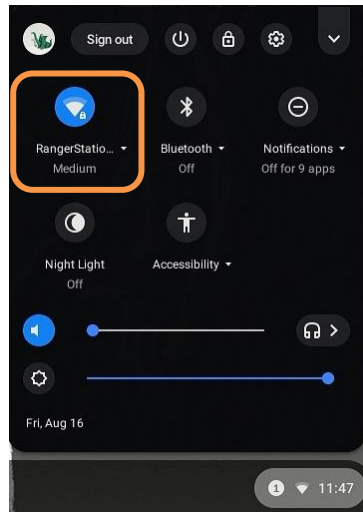 Sign out
RangerStatio...
Medium
Bluetooth
Off
Notifications
Off for 9 apps
Night Light
Off
Accessibility
Fri, Aug 16
1 11:47